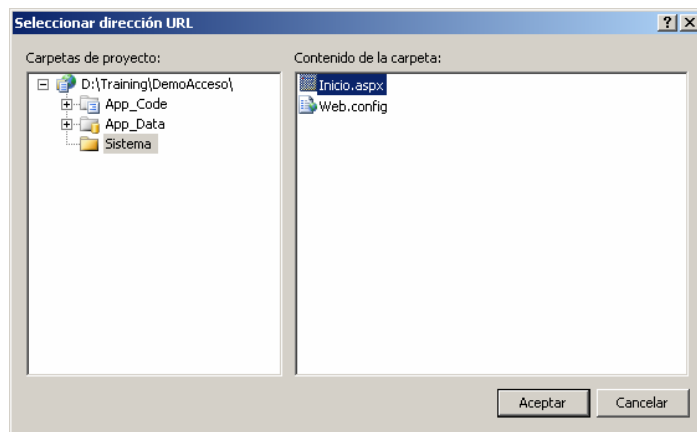 Seleccionar dirección URL
Carpetas de proyecto:
D:\Training\DemoAcceso\
App_Code
App_Data
Sistema
Contenido de la carpeta:
Inicio.aspx
Web.config
Aceptar
Cancelar